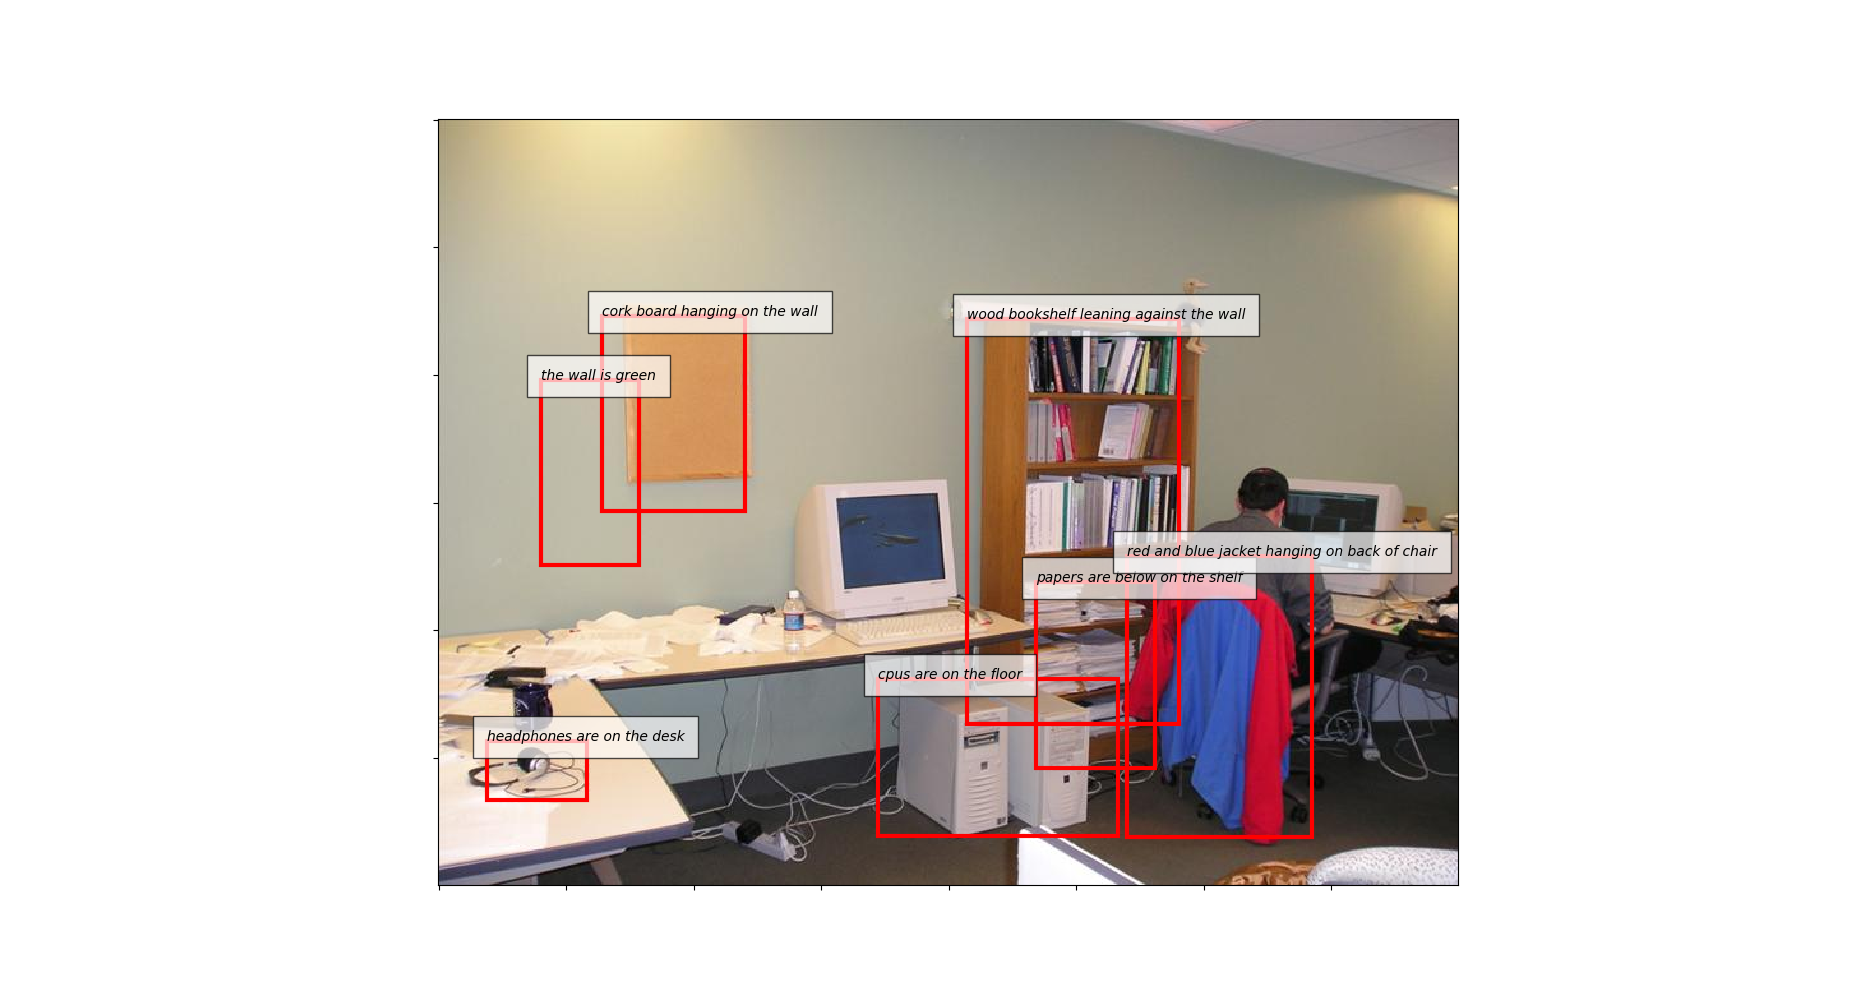 cork board hanging on the wall
wood bookshelf leaning against the wall
the wall is green
red and blue jacket hanging on back of chair
papers are below on the shelf
cpus are on the floor
headphones are on the desk